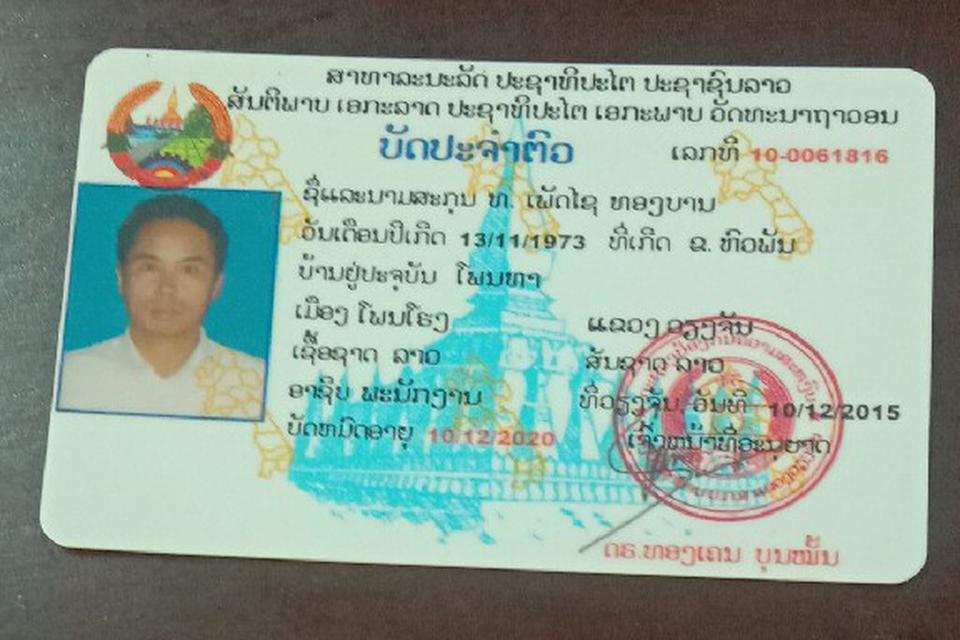 ສາທາລະນະລັດ ປະຊາທິປະໄຕ ປະຊາຊົນລາວ
ສັນຕິພາບ ເອກະລາດ ປະຊາທິປະໄຕ ເອກະພາບ ວັດທະນາຖາວອນ
ບັດປະຈຳຕົວ ເລກທີ 10-0061816
ຊື່ແລະນາມສະກຸນ ທ. ເພັດໄຊ ທອງບານ
ວັນເດືອນປີເກີດ 13/11/1973 ທີ່ເກີດ ຂ. ຫົວພັນ
ບ້ານຢູ່ປະຈຸບັນ ໂພນທາ
ເມືອງ ໂພນໂຮງ ແຂວງ ວຽງຈັນ
ເຊື້ອຊາດ ລາວ ສັນຊາດ ລາວ
ອາຊິບ ພະນັກງານ ທີ່ວຽງຈັນ ວັນທີ 10/12/2015
ບັດຫມົດອາຍຸ 10/12/2020 ເຈົ້າຫນ້າທີ່ອະນຸຍາດ
ດຣ.ທອງເຄນ ບຸນໝັ້ນ